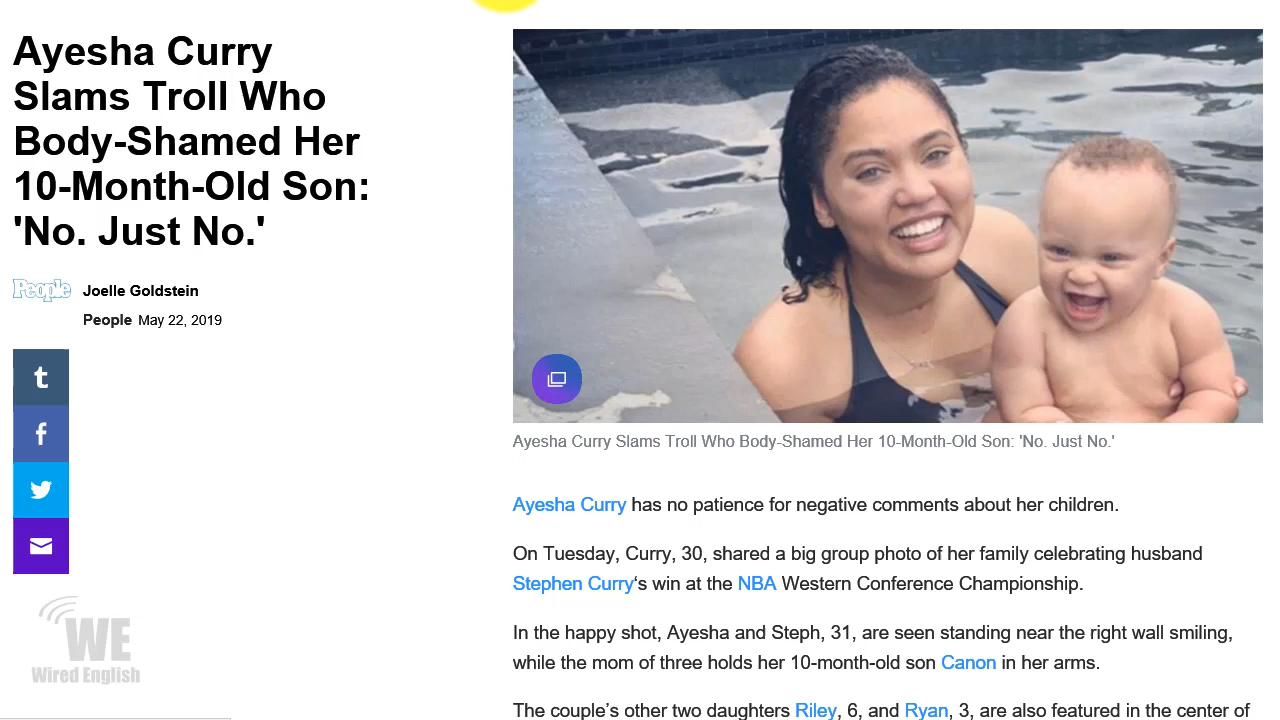 Ayesha Curry
Slams Troll Who
Body-Shamed Her
10-Month-Old Son:
'No. Just No.'
People
Joelle Goldstein
People May 22, 2019
t
f
WE
Wired English
Ayesha Curry Slams Troll Who Body-Shamed Her 10-Month-Old Son: 'No. Just No.'
Ayesha Curry has no patience for negative comments about her children.
On Tuesday, Curry, 30, shared a big group photo of her family celebrating husband
Stephen Curry‘s win at the NBA Western Conference Championship.
In the happy shot, Ayesha and Steph, 31, are seen standing near the right wall smiling,
while the mom of three holds her 10-month-old son Canon in her arms.
The couple’s other two daughters Riley, 6, and Ryan, 3, are also featured in the center of